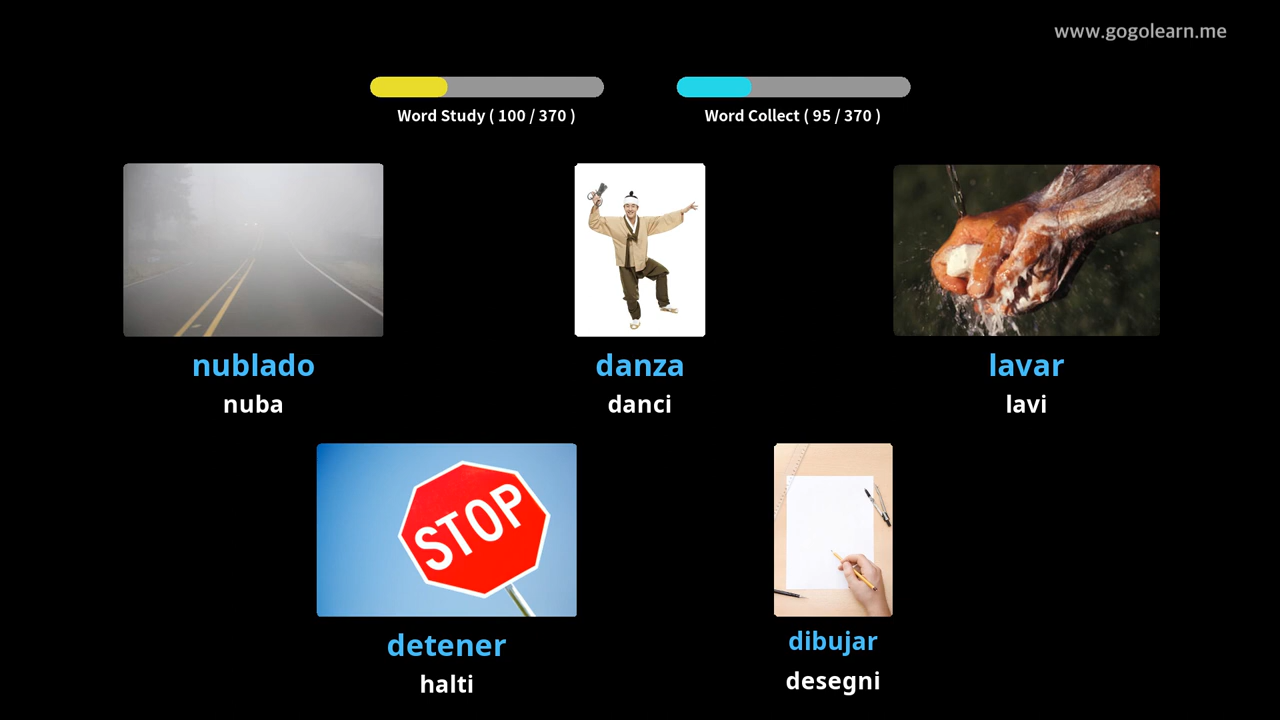 www.gogolearn.me
Word Study ( 100 / 370 )
Word Collect ( 95 / 370 )
nublado
nuba
danza
danci
lavar
lavi
STOP
detener
halti
dibujar
desegni